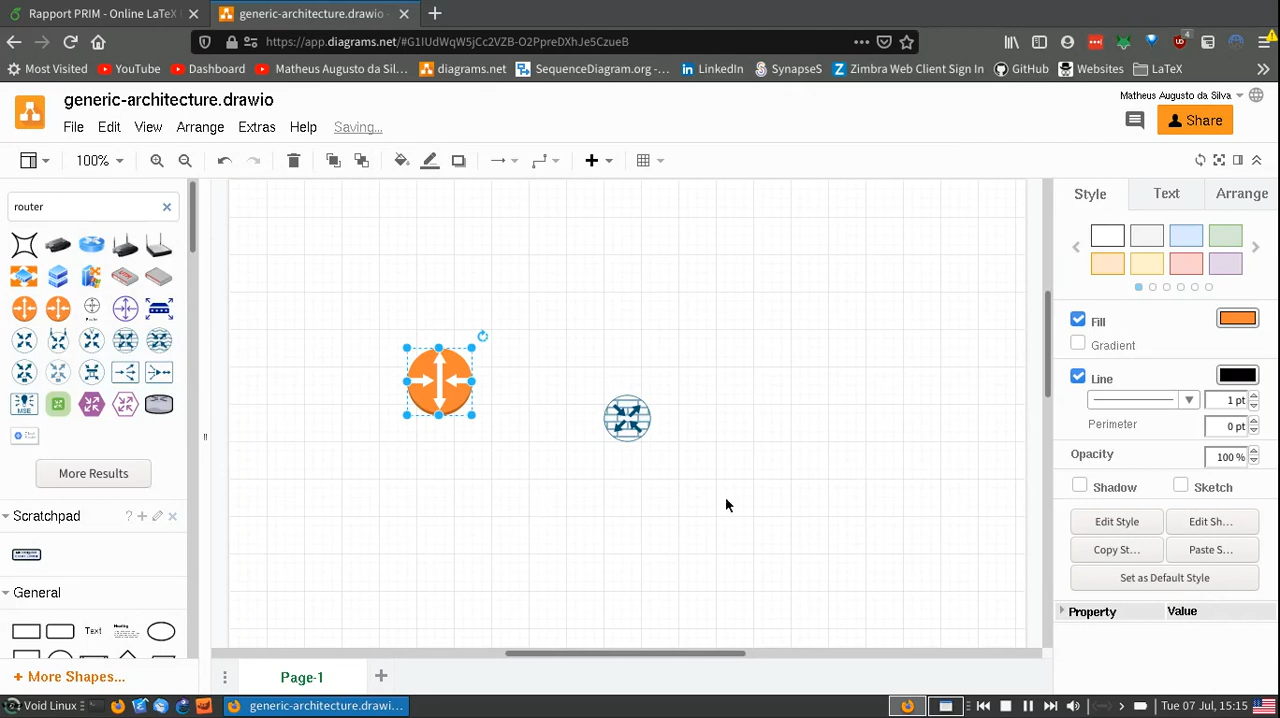 Rapport PRIM - Online LaTeX
generic-architecture.drawio -
https://app.diagrams.net/#G1IUdWqW5jCc2VZB-O2PpreDXhJe5CzueB
4
Most Visited
YouTube
Dashboard
Matheus Augusto da Sil…
diagrams.net
SequenceDiagram.org -…
LinkedIn
SynapseS
Zimbra Web Client Sign In
GitHub
Websites
LaTeX
generic-architecture.drawio
Matheus Augusto da Silva
File Edit View Arrange Extras Help Saving…
Share
100%
router
Style Text Arrange
Fill
Gradient
Line
1 pt
Perimeter
0 pt
MSE
More Results
Opacity
100 %
Shadow
Sketch
Scratchpad
?
Edit Style
Edit Sh…
Copy St…
Paste S…
Set as Default Style
General
Property
Value
Text
Heading
+ More Shapes…
Page-1
Void Linux
generic-architecture.drawi…
Tue 07 Jul, 15:15